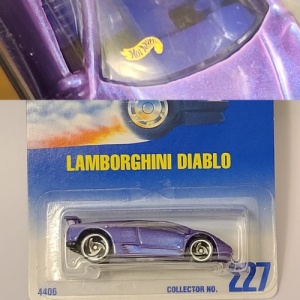 Hot Wheels
LAMBORGHINI DIABLO
4406
COLLECTOR NO.
227